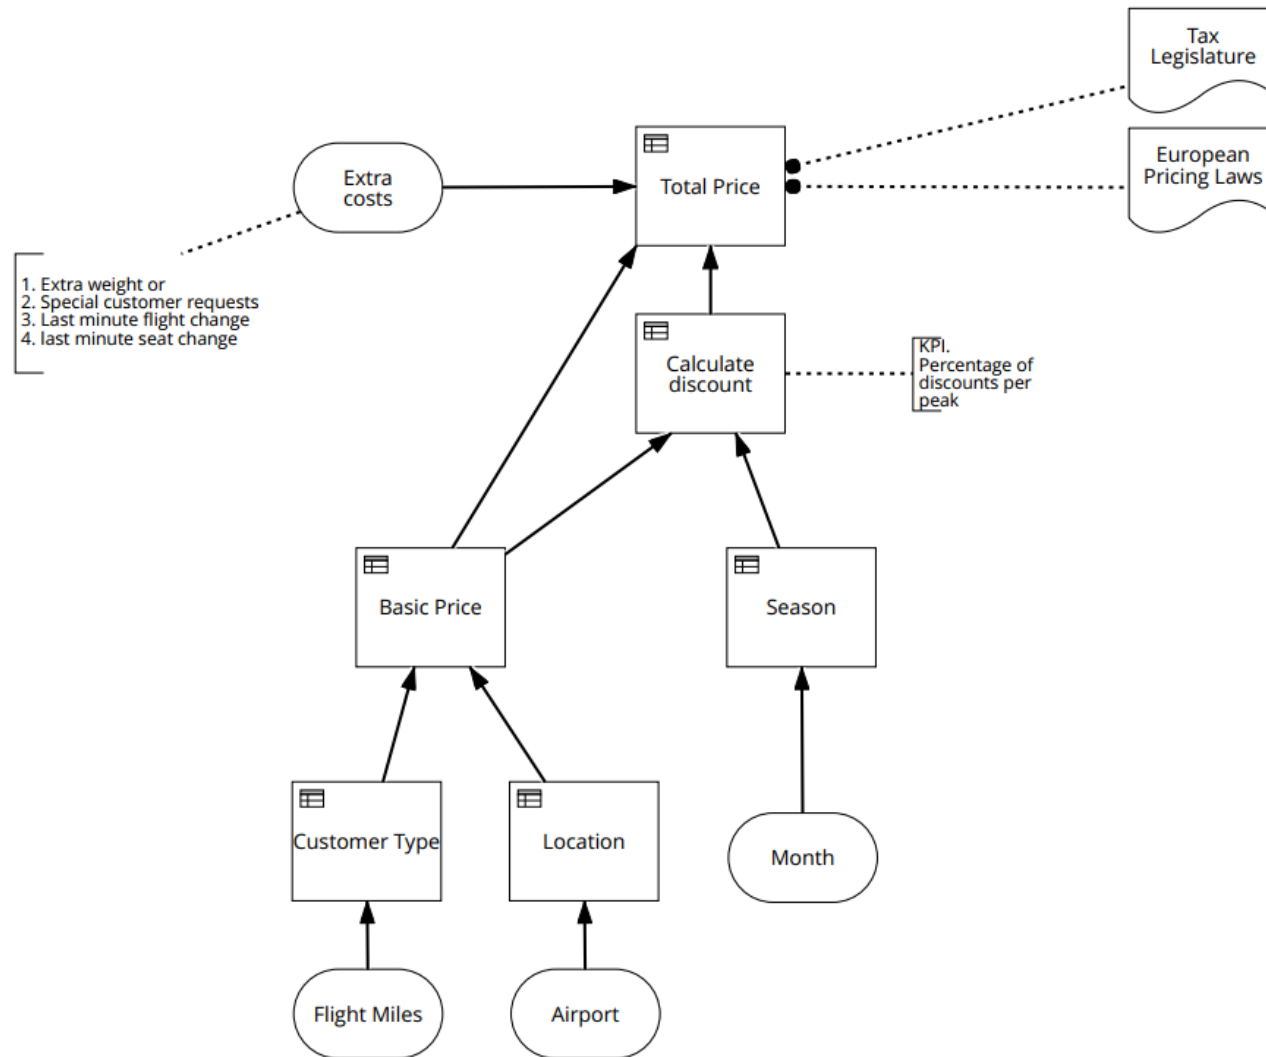 Tax
Legislature
European
Pricing Laws
Extra
costs
Total Price
1. Extra weight or
2. Special customer requests
3. Last minute flight change
4. last minute seat change
Calculate
discount
KPI.
Percentage of
discounts per
peak
Basic Price
Season
Customer Type
Location
Month
Flight Miles
Airport